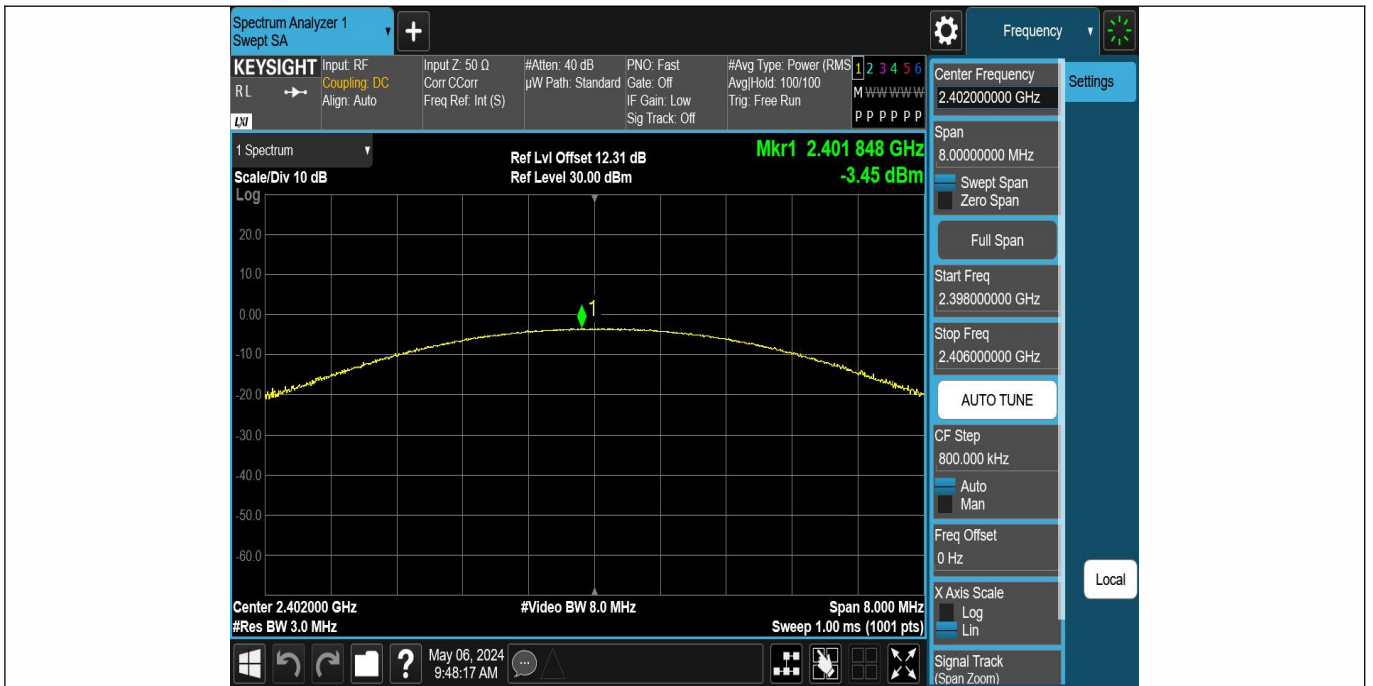 Spectrum Analyzer 1
Swept SA
Frequency
KEYSIGHT
RL
LXI
Input: RF
Coupling: DC
Align: Auto
Input Z: 50 Ω
Corr CCorr
Freq Ref: Int (S)
#Atten: 40 dB
µW Path: Standard
PNO: Fast
Gate: Off
IF Gain: Low
Sig Track: Off
#Avg Type: Power (RMS
Avg|Hold: 100/100
Trig: Free Run
1 2 3 4 5 6
M W W W W W
P P P P P P
1 Spectrum
Scale/Div 10 dB
Log
Ref Lvl Offset 12.31 dB
Ref Level 30.00 dBm
Mkr1 2.401 848 GHz
-3.45 dBm
20.0
10.0
0.00
-10.0
-20.0
-30.0
-40.0
-50.0
-60.0
1
Center 2.402000 GHz
#Res BW 3.0 MHz
#Video BW 8.0 MHz
Span 8.000 MHz
Sweep 1.00 ms (1001 pts)
Center Frequency
2.402000000 GHz
Span
8.00000000 MHz
Swept Span
Zero Span
Full Span
Start Freq
2.398000000 GHz
Stop Freq
2.406000000 GHz
AUTO TUNE
CF Step
800.000 kHz
Auto
Man
Freq Offset
0 Hz
X Axis Scale
Log
Lin
Signal Track
(Span Zoom)
Settings
Local
?
May 06, 2024
9:48:17 AM